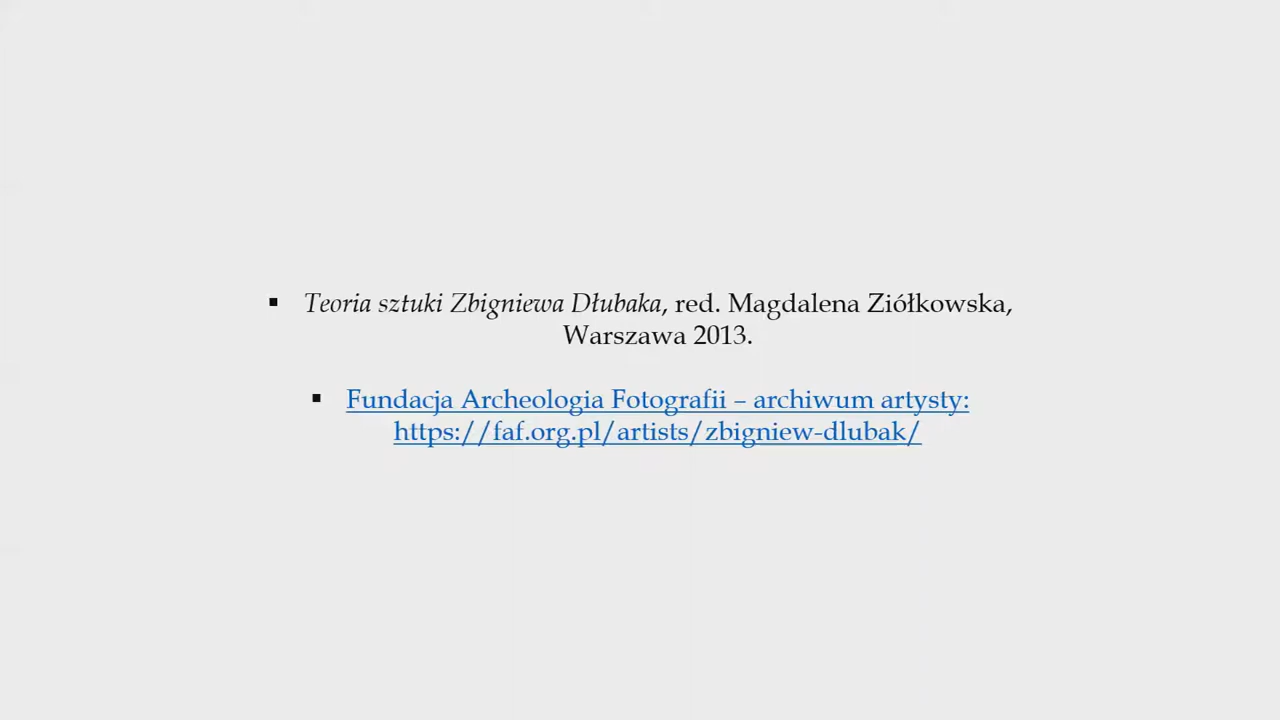 ▪ Teoria sztuki Zbigniewa Dłubaka, red. Magdalena Ziółkowska,
Warszawa 2013.
▪ Fundacja Archeologia Fotografii – archiwum artysty:
https://faf.org.pl/artists/zbigniew-dlubak/